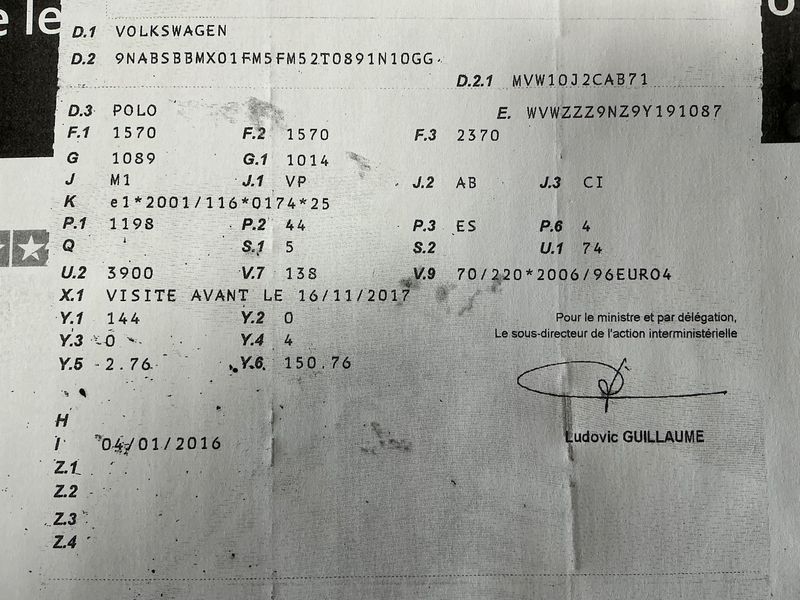 e le
D.1 VOLKSWAGEN
D.2 9NABSBBMX01FM5FM52T0891N10GG
D.2.1 MVW10J2CAB71
D.3 POLO E. WVWZZZ9NZ9Y191087
F.1 1570 F.2 1570 F.3 2370
G 1089 G.1 1014
J M1 J.1 VP J.2 AB J.3 CI
K e1*2001/116*0174*25
P.1 1198 P.2 44 P.3 ES P.6 4
Q S.1 5 S.2 U.1 74
U.2 3900 V.7 138 V.9 70/220*2006/96EURO4
X.1 VISITE AVANT LE 16/11/2017
Y.1 144 Y.2 0
Y.3 0 Y.4 4
Y.5 2.76 Y.6 150.76
Pour le ministre et par délégation,
Le sous-directeur de l'action interministérielle
Ludovic GUILLAUME
H
I 04/01/2016
Z.1
Z.2
Z.3
Z.4